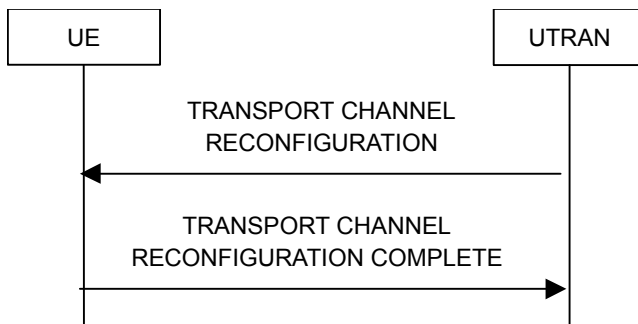 UE
UTRAN
TRANSPORT CHANNEL
RECONFIGURATION
TRANSPORT CHANNEL
RECONFIGURATION COMPLETE